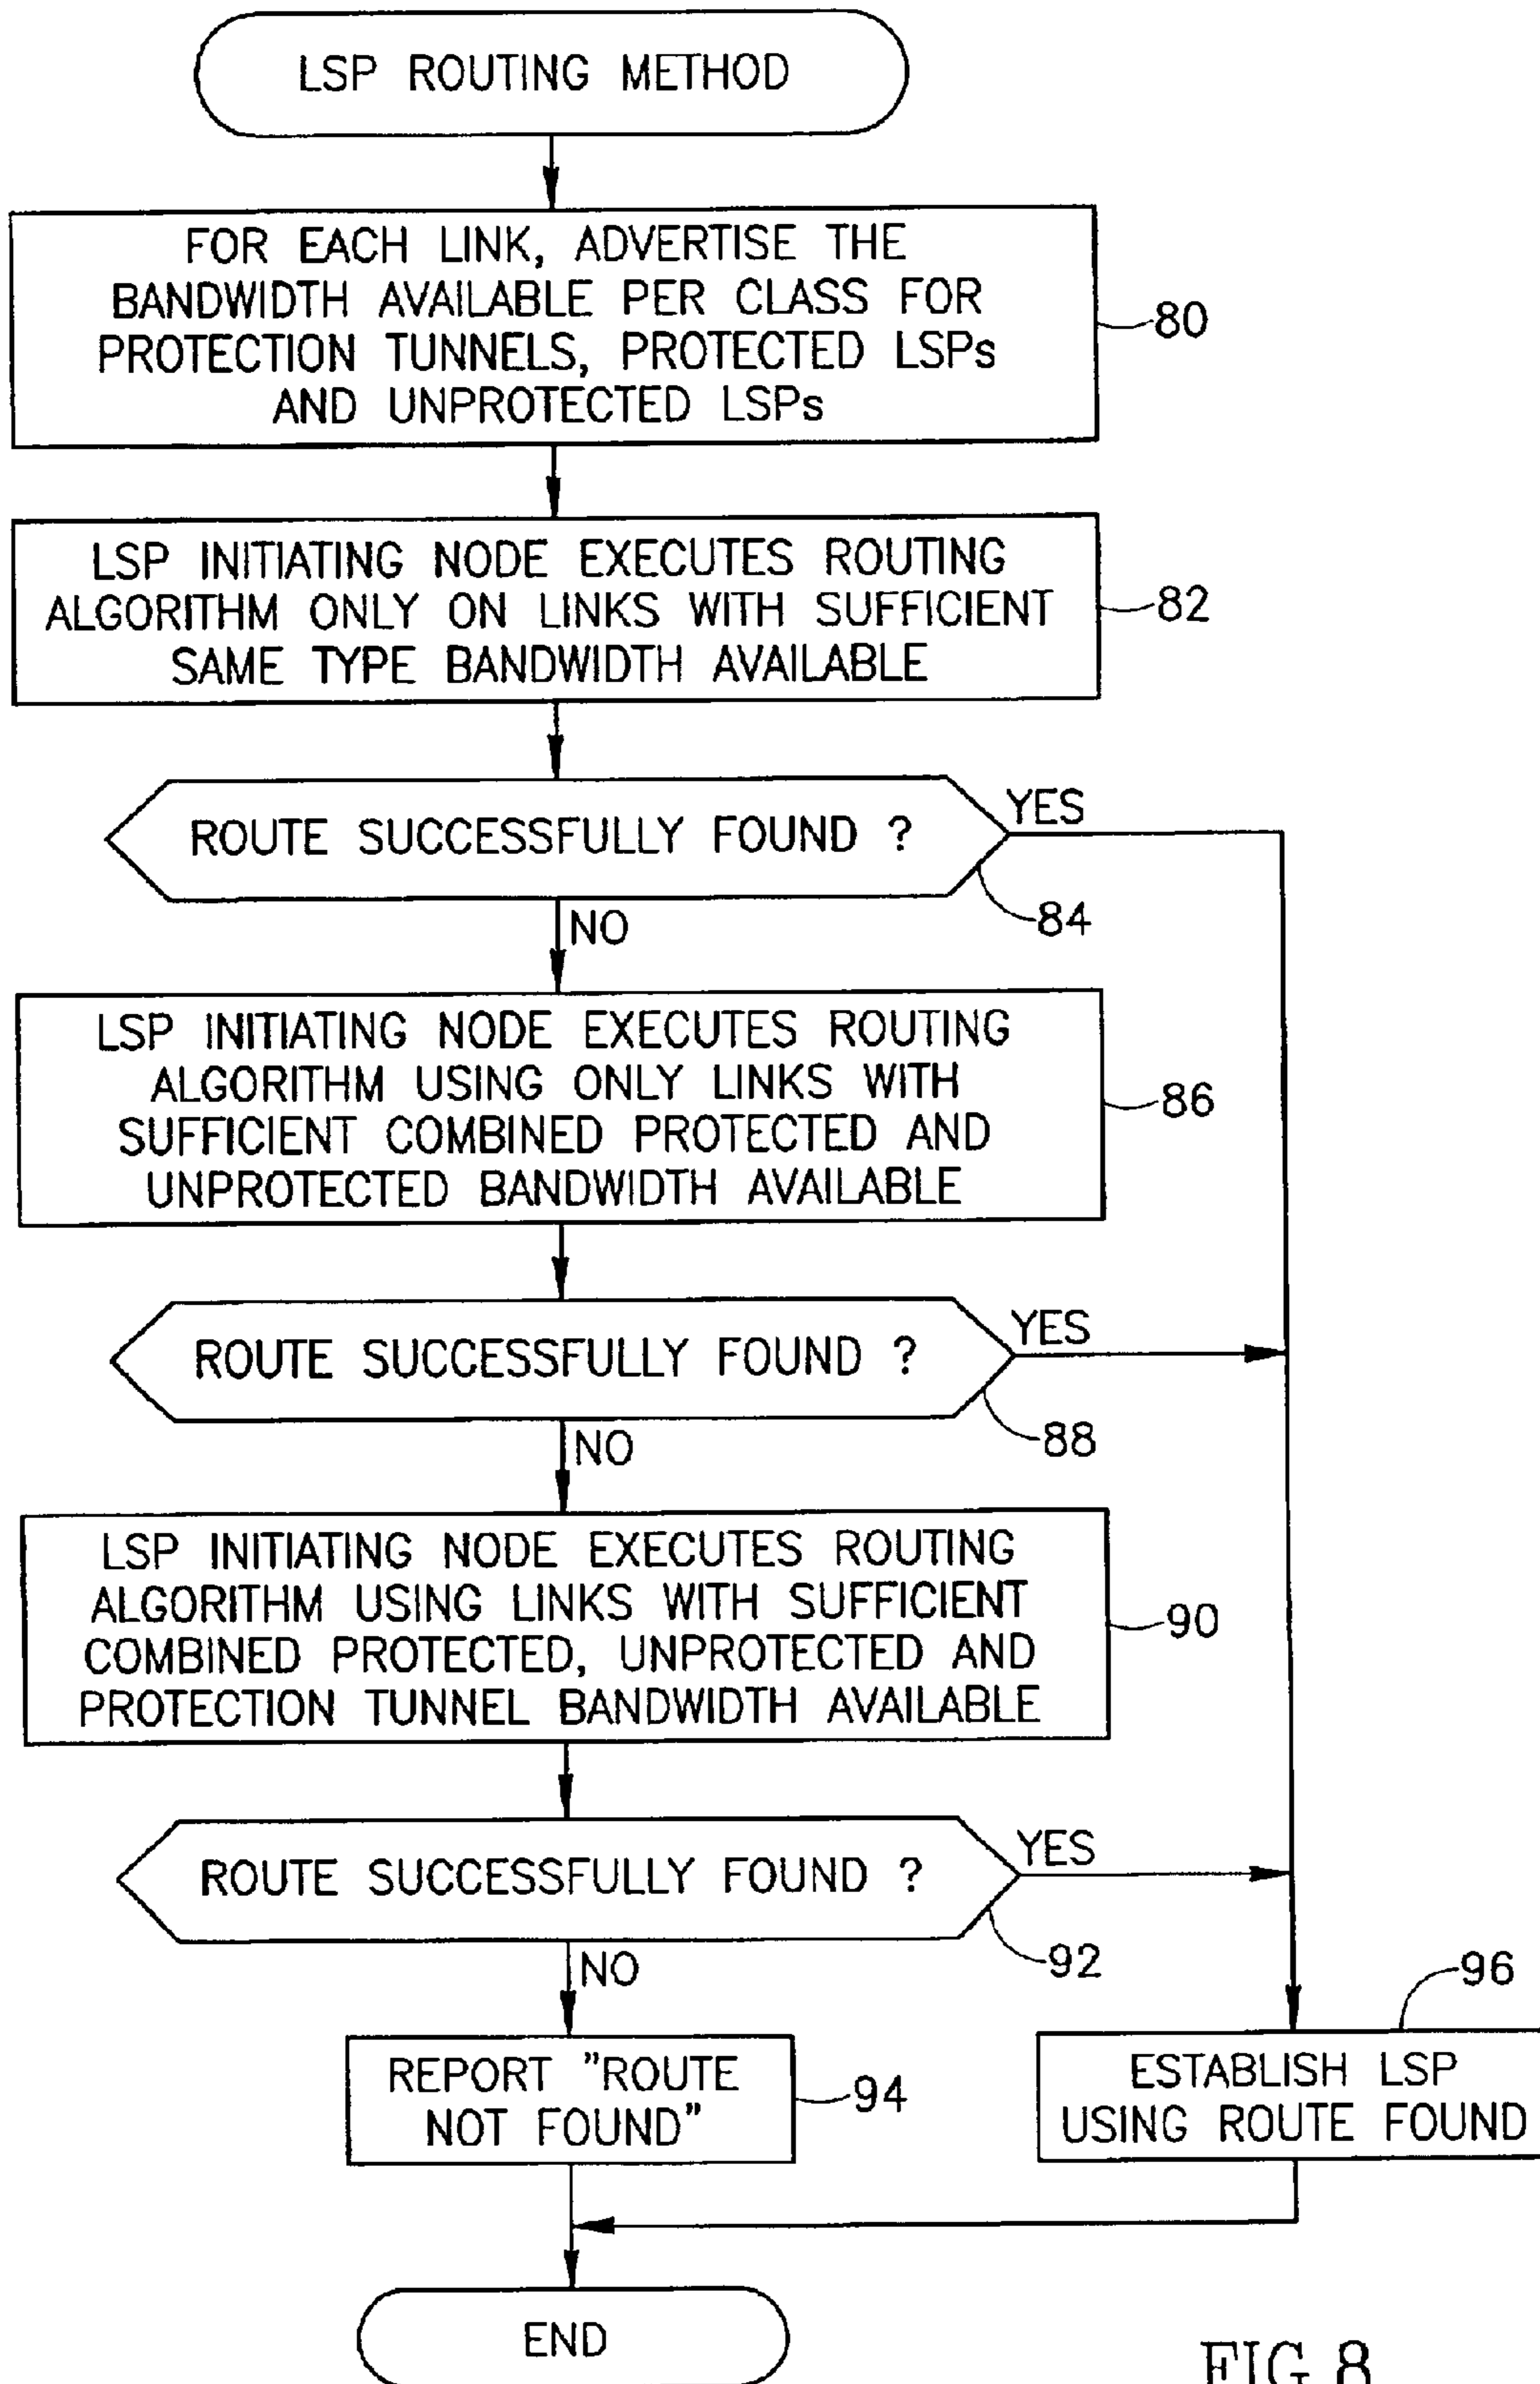 LSP ROUTING METHOD
FOR EACH LINK, ADVERTISE THE
BANDWIDTH AVAILABLE PER CLASS FOR
PROTECTION TUNNELS, PROTECTED LSPs
AND UNPROTECTED LSPs
80
LSP INITIATING NODE EXECUTES ROUTING
ALGORITHM ONLY ON LINKS WITH SUFFICIENT
SAME TYPE BANDWIDTH AVAILABLE
82
ROUTE SUCCESSFULLY FOUND ?
YES
84
NO
LSP INITIATING NODE EXECUTES ROUTING
ALGORITHM USING ONLY LINKS WITH
SUFFICIENT COMBINED PROTECTED AND
UNPROTECTED BANDWIDTH AVAILABLE
86
ROUTE SUCCESSFULLY FOUND ?
YES
88
NO
LSP INITIATING NODE EXECUTES ROUTING
ALGORITHM USING LINKS WITH SUFFICIENT
COMBINED PROTECTED, UNPROTECTED AND
PROTECTION TUNNEL BANDWIDTH AVAILABLE
90
ROUTE SUCCESSFULLY FOUND ?
YES
92
NO
96
REPORT "ROUTE
NOT FOUND"
94
ESTABLISH LSP
USING ROUTE FOUND
END
FIG.8